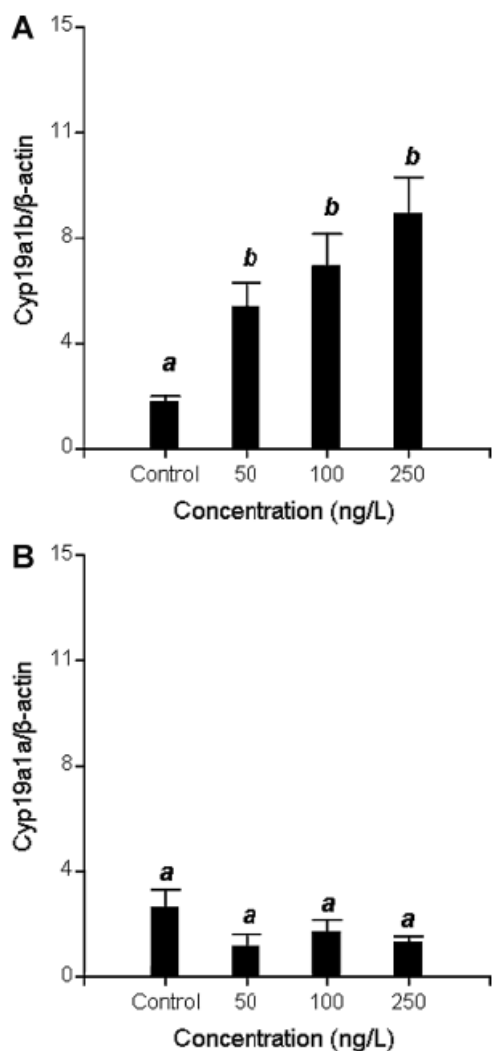 A
15
11
8
4
0
Cyp19a1b/β-actin
a
b
b
b
Control 50 100 250
Concentration (ng/L)
B
15
11
8
4
0
Cyp19a1a/β-actin
a
a
a
a
Control 50 100 250
Concentration (ng/L)